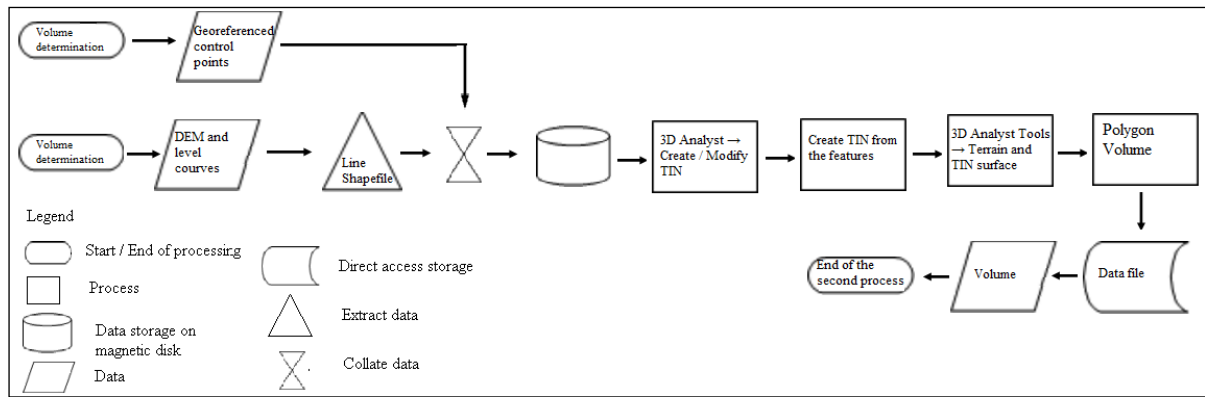 Volume
determination
Georeferenced
control
points
Volume
determination
DEM and
level
courves
Line
Shapefile
3D Analyst →
Create / Modify
TIN
Create TIN from
the features
3D Analyst Tools
→ Terrain and
TIN surface
Polygon
Volume
Data file
Volume
End of the
second process
Legend
Start / End of processing
Process
Data storage on
magnetic disk
Data
Direct access storage
Extract data
Collate data